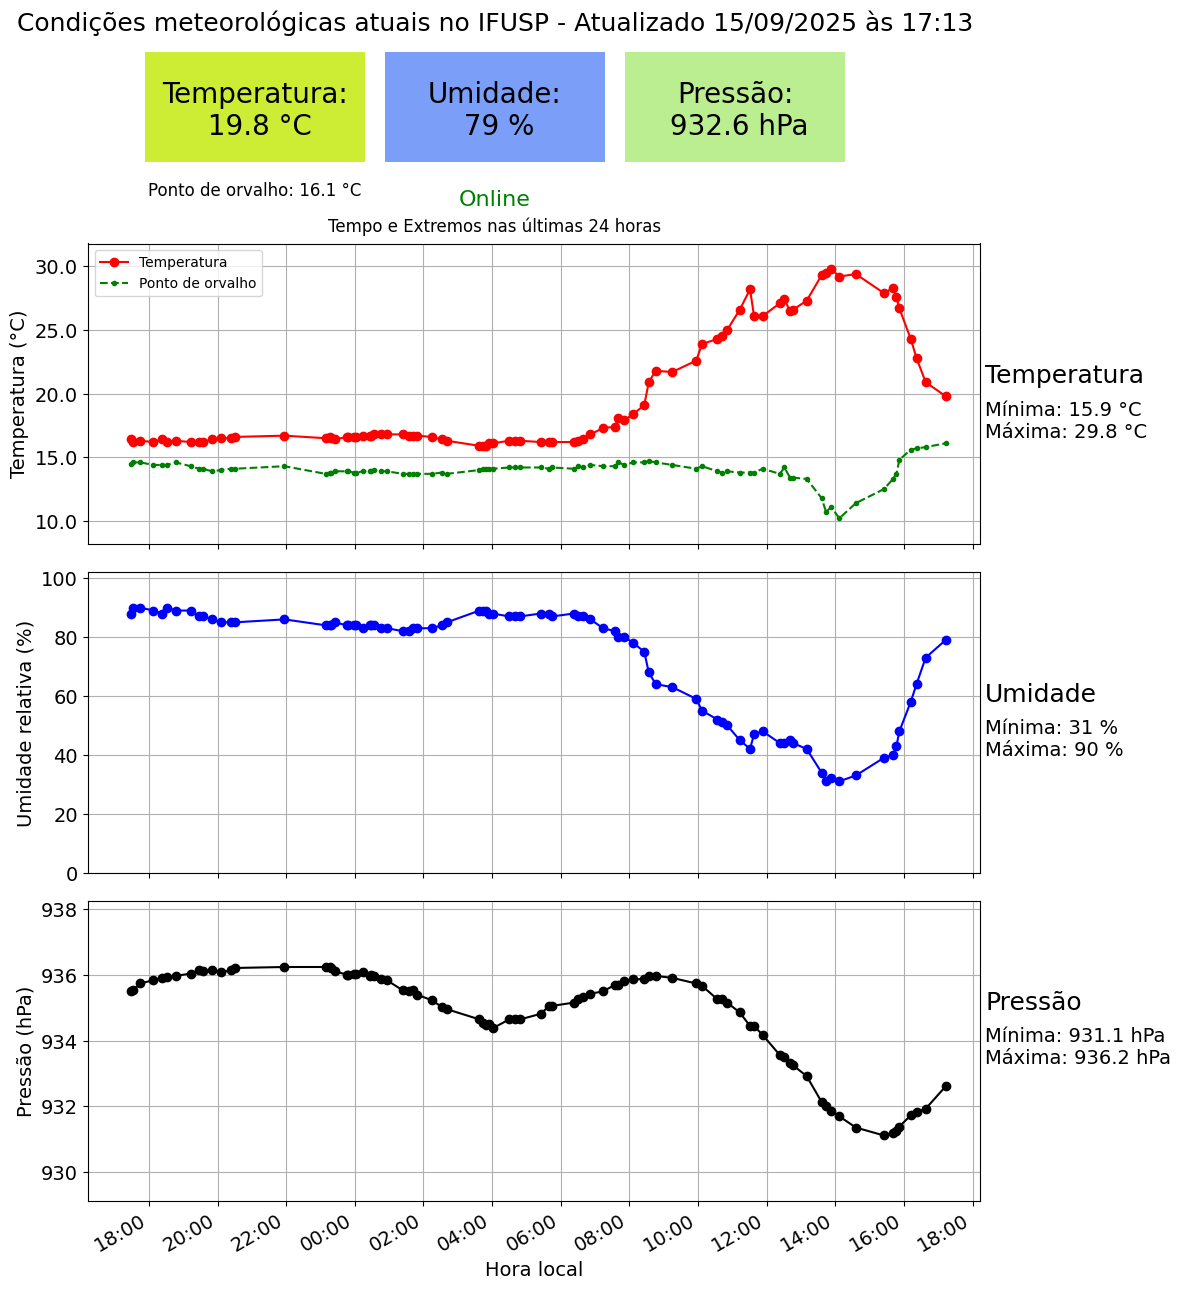 Condições meteorológicas atuais no IFUSP - Atualizado 15/09/2025 às 17:13
Temperatura:
19.8 °C
Umidade:
79 %
Pressão:
932.6 hPa
Ponto de orvalho: 16.1 °C
Online
Tempo e Extremos nas últimas 24 horas
Temperatura
Ponto de orvalho
Temperatura (°C)
30.0
25.0
20.0
15.0
10.0
Temperatura
Mínima: 15.9 °C
Máxima: 29.8 °C
Umidade relativa (%)
100
80
60
40
20
0
Umidade
Mínima: 31 %
Máxima: 90 %
Pressão (hPa)
938
936
934
932
930
Pressão
Mínima: 931.1 hPa
Máxima: 936.2 hPa
18:00 20:00 22:00 00:00 02:00 04:00 06:00 08:00 10:00 12:00 14:00 16:00 18:00
Hora local